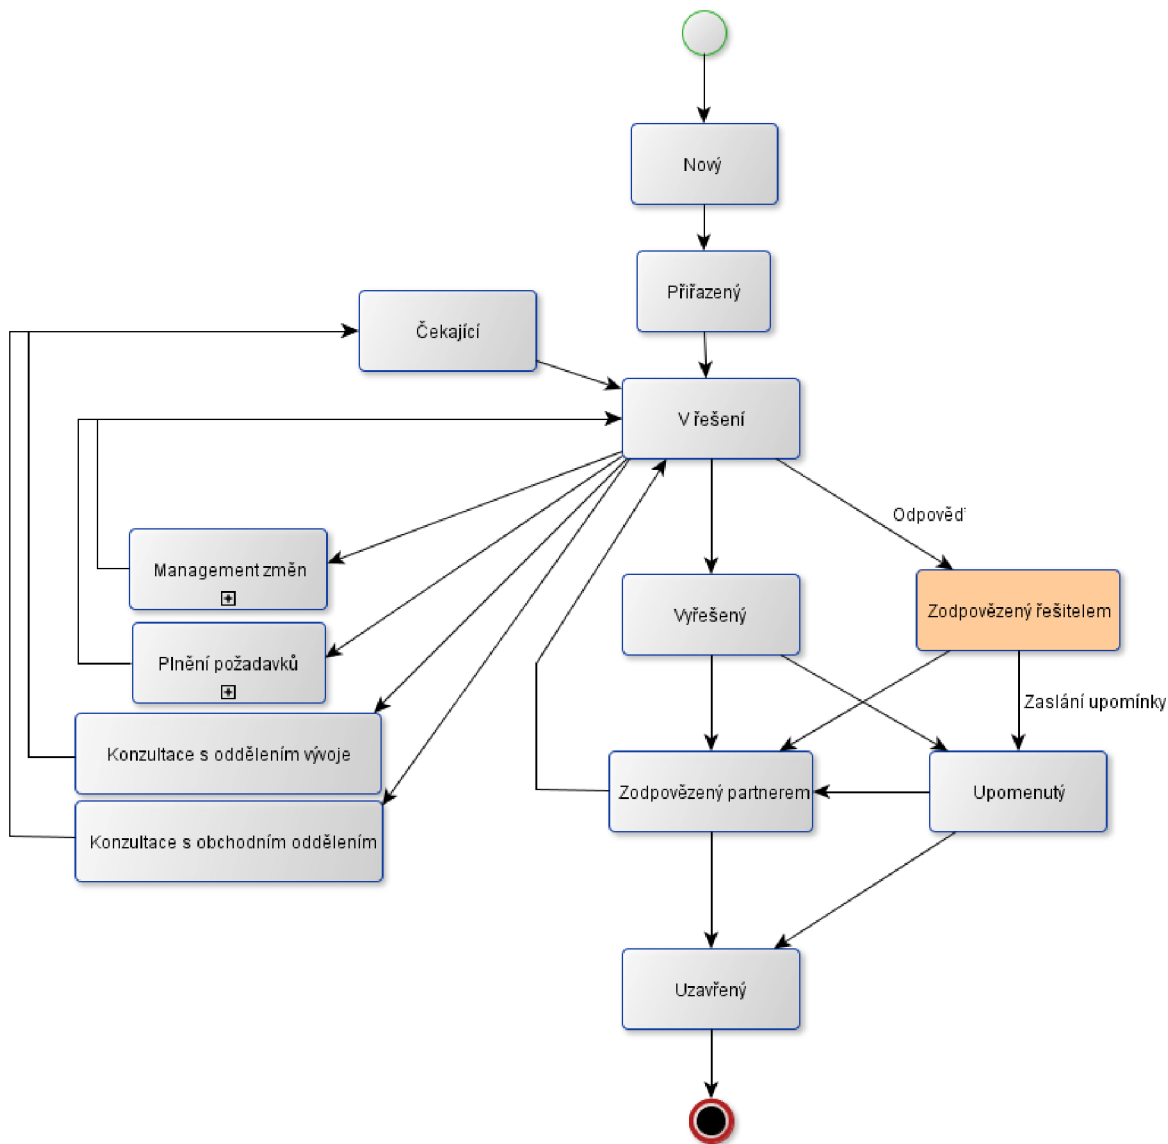 Nový
Přiřazený
Čekající
V řešení
Odpověď
Management změn
Zodpovězený řešitelem
Vyřešený
Plnění požadavků
Zaslání upomínky
Konzultace s oddělením vývoje
Zodpovězený partnerem
Upomenutý
Konzultace s obchodním oddělením
Uzavřený